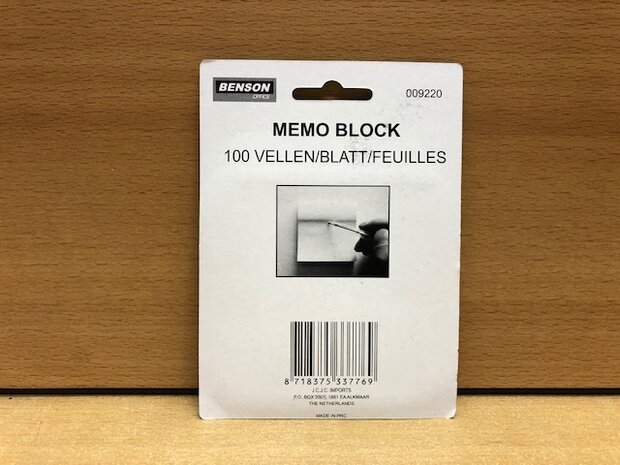 BENSON
OFFICE
009220
MEMO BLOCK
100 VELLEN/BLATT/FEUILLES
8 718375 337769
J.C.J.C. IMPORTS
P.O. BOX 2007, 1801 EA ALKMAAR
THE NETHERLANDS
MADE IN PRC